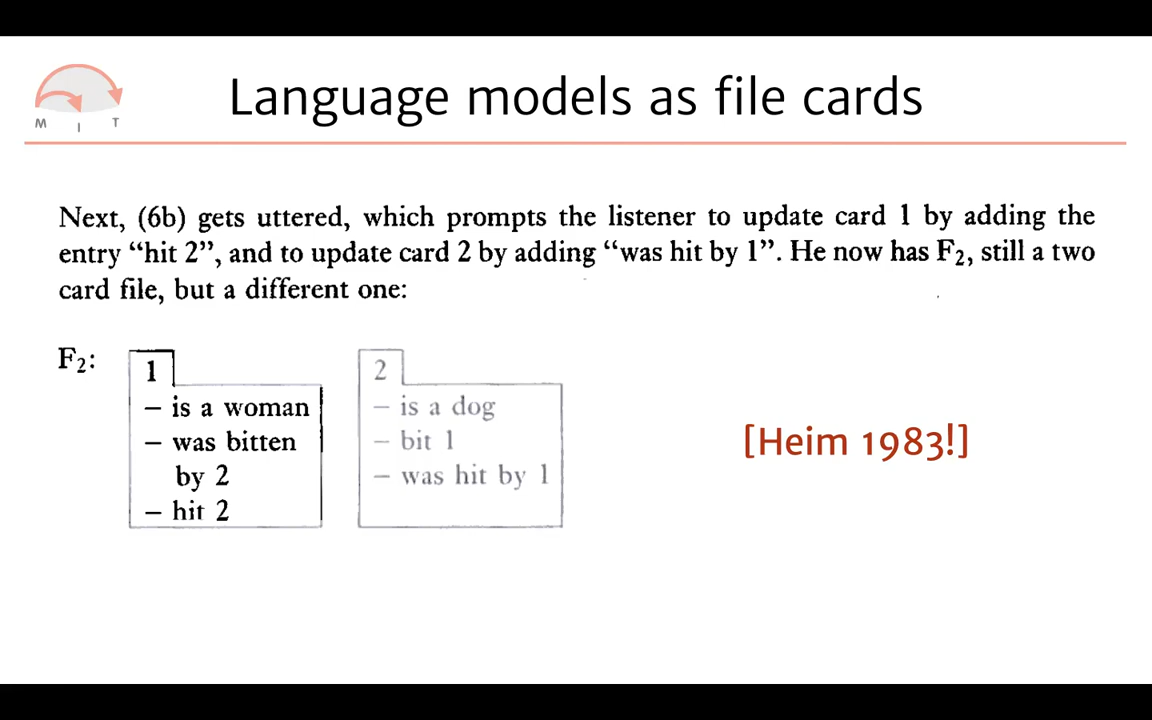 M I T
Language models as file cards
Next, (6b) gets uttered, which prompts the listener to update card 1 by adding the
entry “hit 2”, and to update card 2 by adding “was hit by 1”. He now has F₂, still a two
card file, but a different one:
F₂:
1
– is a woman
– was bitten
by 2
– hit 2
2
– is a dog
– bit 1
– was hit by 1
[Heim 1983!]